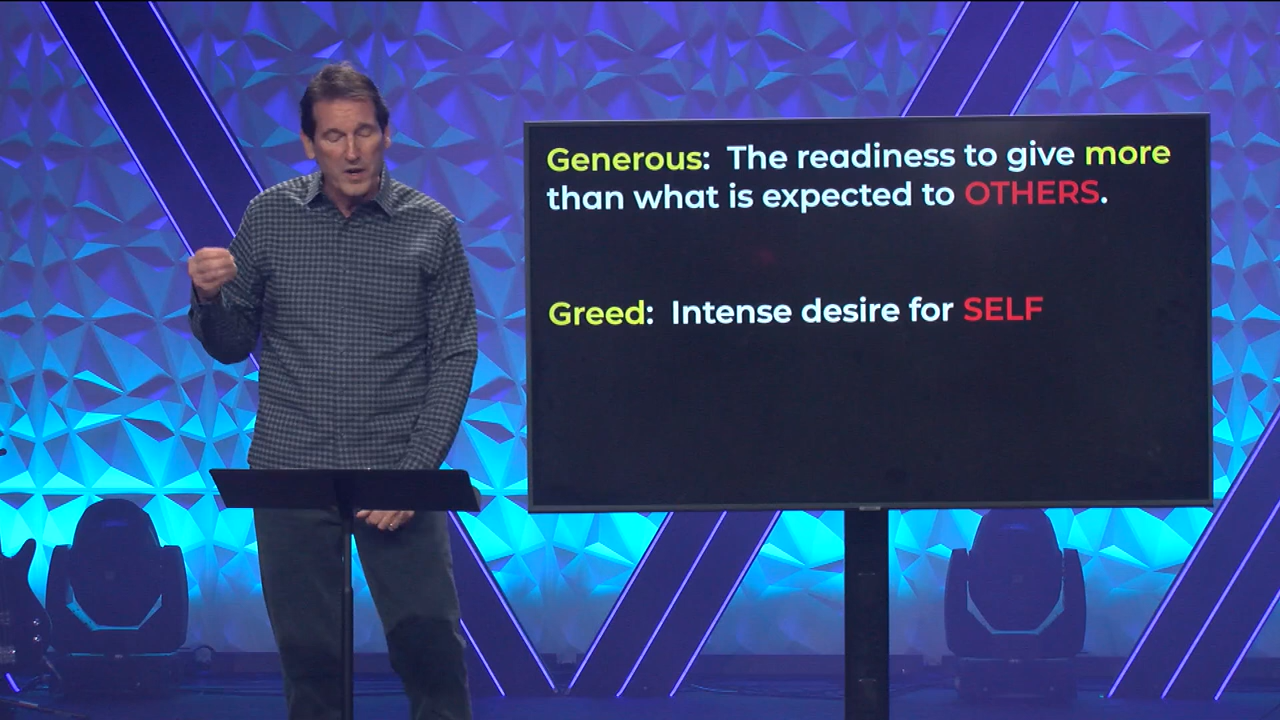 Generous:  The readiness to give more
than what is expected to OTHERS.
Greed:  Intense desire for SELF